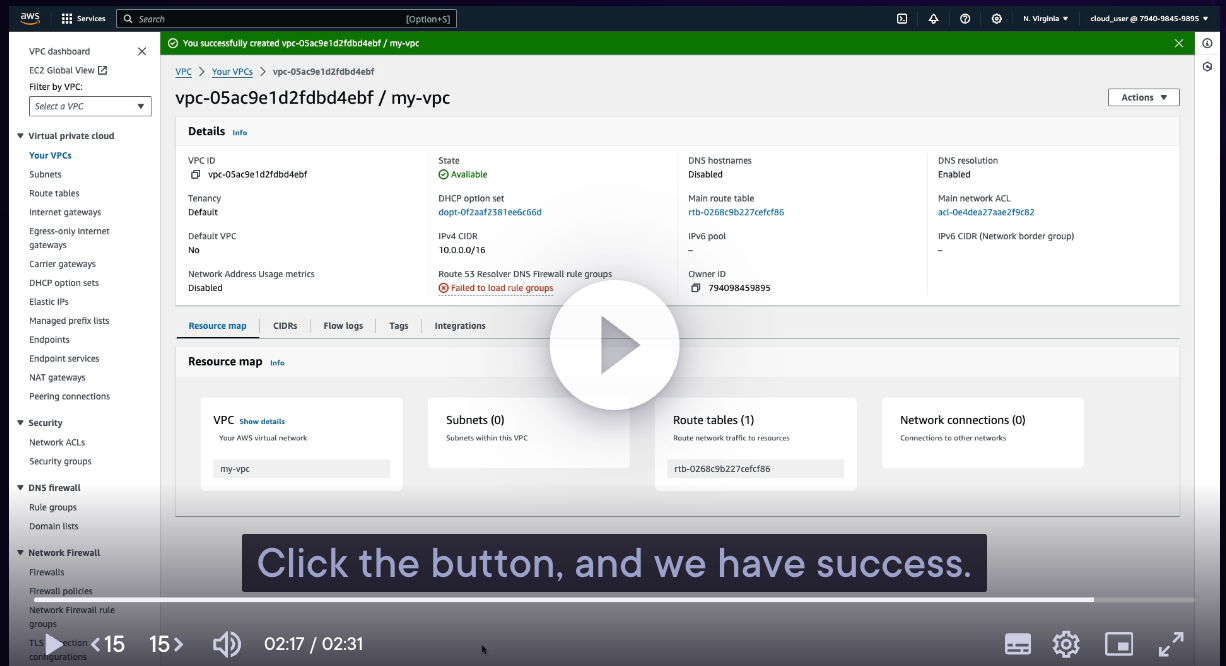 aws
Services
Search
[Option+S]
N. Virginia
cloud_user @ 7940-9845-9895
VPC dashboard
EC2 Global View
Filter by VPC:
Select a VPC
Virtual private cloud
Your VPCs
Subnets
Route tables
Internet gateways
Egress-only internet
gateways
Carrier gateways
DHCP option sets
Elastic IPs
Managed prefix lists
Endpoints
Endpoint services
NAT gateways
Peering connections
Security
Network ACLs
Security groups
DNS firewall
Rule groups
Domain lists
Network Firewall
Firewalls
Firewall policies
Network Firewall rule
groups
configurations
You successfully created vpc-05ac9e1d2fdbd4ebf / my-vpc
VPC > Your VPCs > vpc-05ac9e1d2fdbd4ebf
vpc-05ac9e1d2fdbd4ebf / my-vpc
Actions
Details Info
VPC ID
vpc-05ac9e1d2fdbd4ebf
State
Available
DNS hostnames
Disabled
DNS resolution
Enabled
Tenancy
Default
DHCP option set
dopt-0f2aaf2381ee6c66d
Main route table
rtb-0268c9b227cefcf86
Main network ACL
acl-0e4dea27aae2f9c82
Default VPC
No
IPv4 CIDR
10.0.0.0/16
IPv6 pool
–
IPv6 CIDR (Network border group)
–
Network Address Usage metrics
Disabled
Route 53 Resolver DNS Firewall rule groups
Failed to load rule groups
Owner ID
794098459895
Resource map
CIDRs
Flow logs
Tags
Integrations
Resource map Info
VPC Show details
Your AWS virtual network
my-vpc
Subnets (0)
Subnets within this VPC
Route tables (1)
Route network traffic to resources
rtb-0268c9b227cefcf86
Network connections (0)
Connections to other networks
Click the button, and we have success.
15
15
02:17 / 02:31